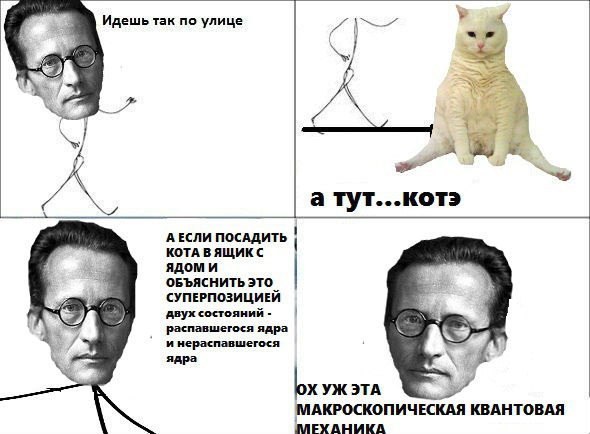 Идешь так по улице
а тут...котэ
А ЕСЛИ ПОСАДИТЬ
КОТА В ЯЩИК С
ЯДОМ И
ОБЪЯСНИТЬ ЭТО
СУПЕРПОЗИЦИЕЙ
двух состояний -
распавшегося ядра
и нераспавшегося
ядра
ОХ УЖ ЭТА
МАКРОСКОПИЧЕСКАЯ КВАНТОВАЯ
МЕХАНИКА